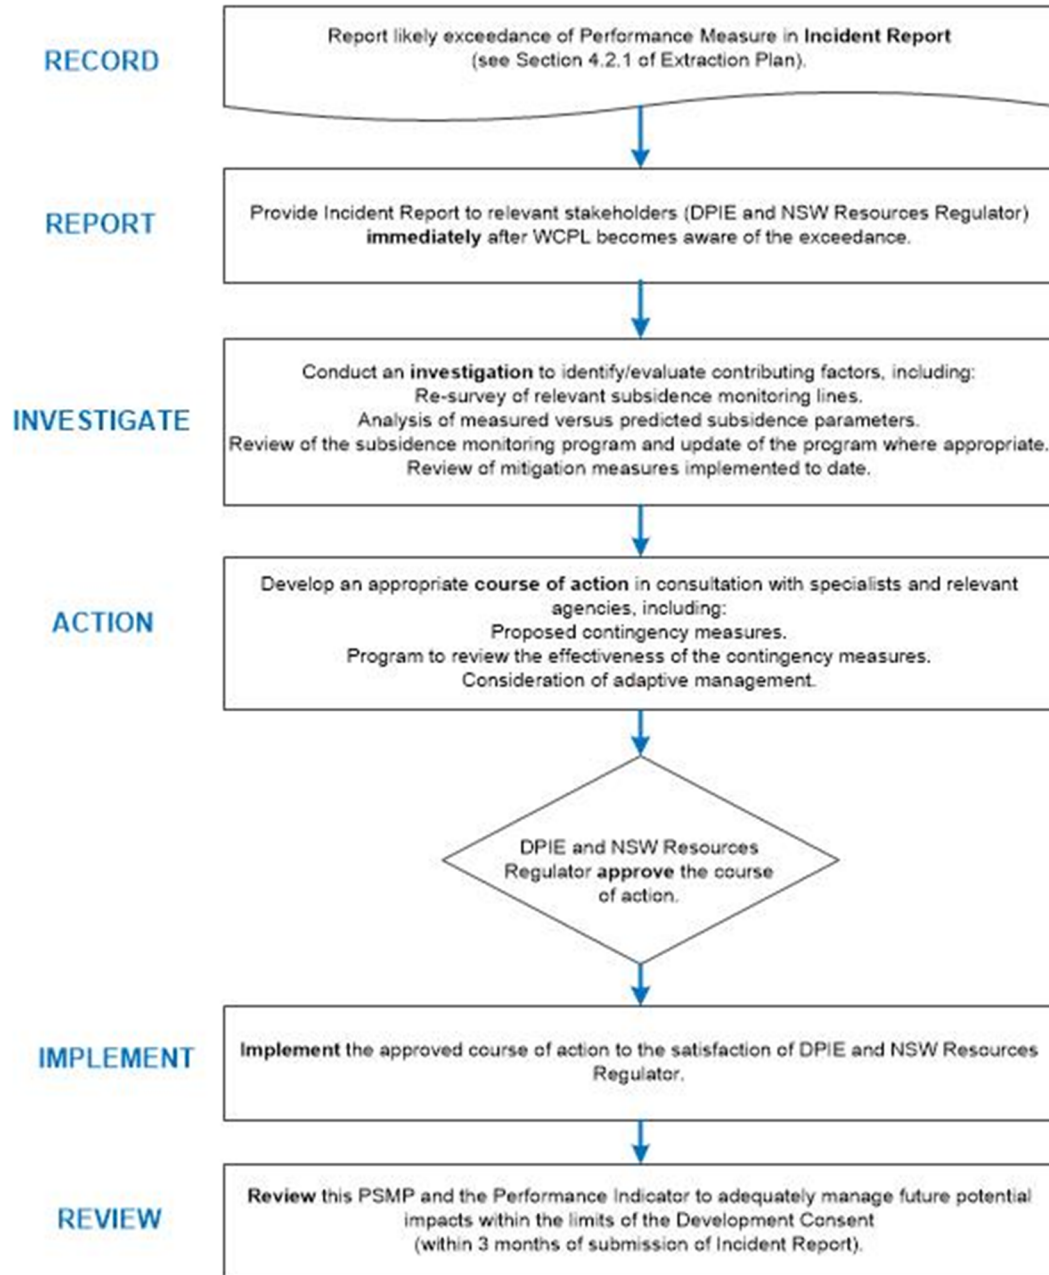 RECORD
Report likely exceedance of Performance Measure in Incident Report
(see Section 4.2.1 of Extraction Plan).
REPORT
Provide Incident Report to relevant stakeholders (DPIE and NSW Resources Regulator)
immediately after WCPL becomes aware of the exceedance.
INVESTIGATE
Conduct an investigation to identify/evaluate contributing factors, including:
Re-survey of relevant subsidence monitoring lines.
Analysis of measured versus predicted subsidence parameters.
Review of the subsidence monitoring program and update of the program where appropriate.
Review of mitigation measures implemented to date.
ACTION
Develop an appropriate course of action in consultation with specialists and relevant
agencies, including:
Proposed contingency measures.
Program to review the effectiveness of the contingency measures.
Consideration of adaptive management.
DPIE and NSW Resources
Regulator approve the course
of action.
IMPLEMENT
Implement the approved course of action to the satisfaction of DPIE and NSW Resources
Regulator.
REVIEW
Review this PSMP and the Performance Indicator to adequately manage future potential
impacts within the limits of the Development Consent
(within 3 months of submission of Incident Report).